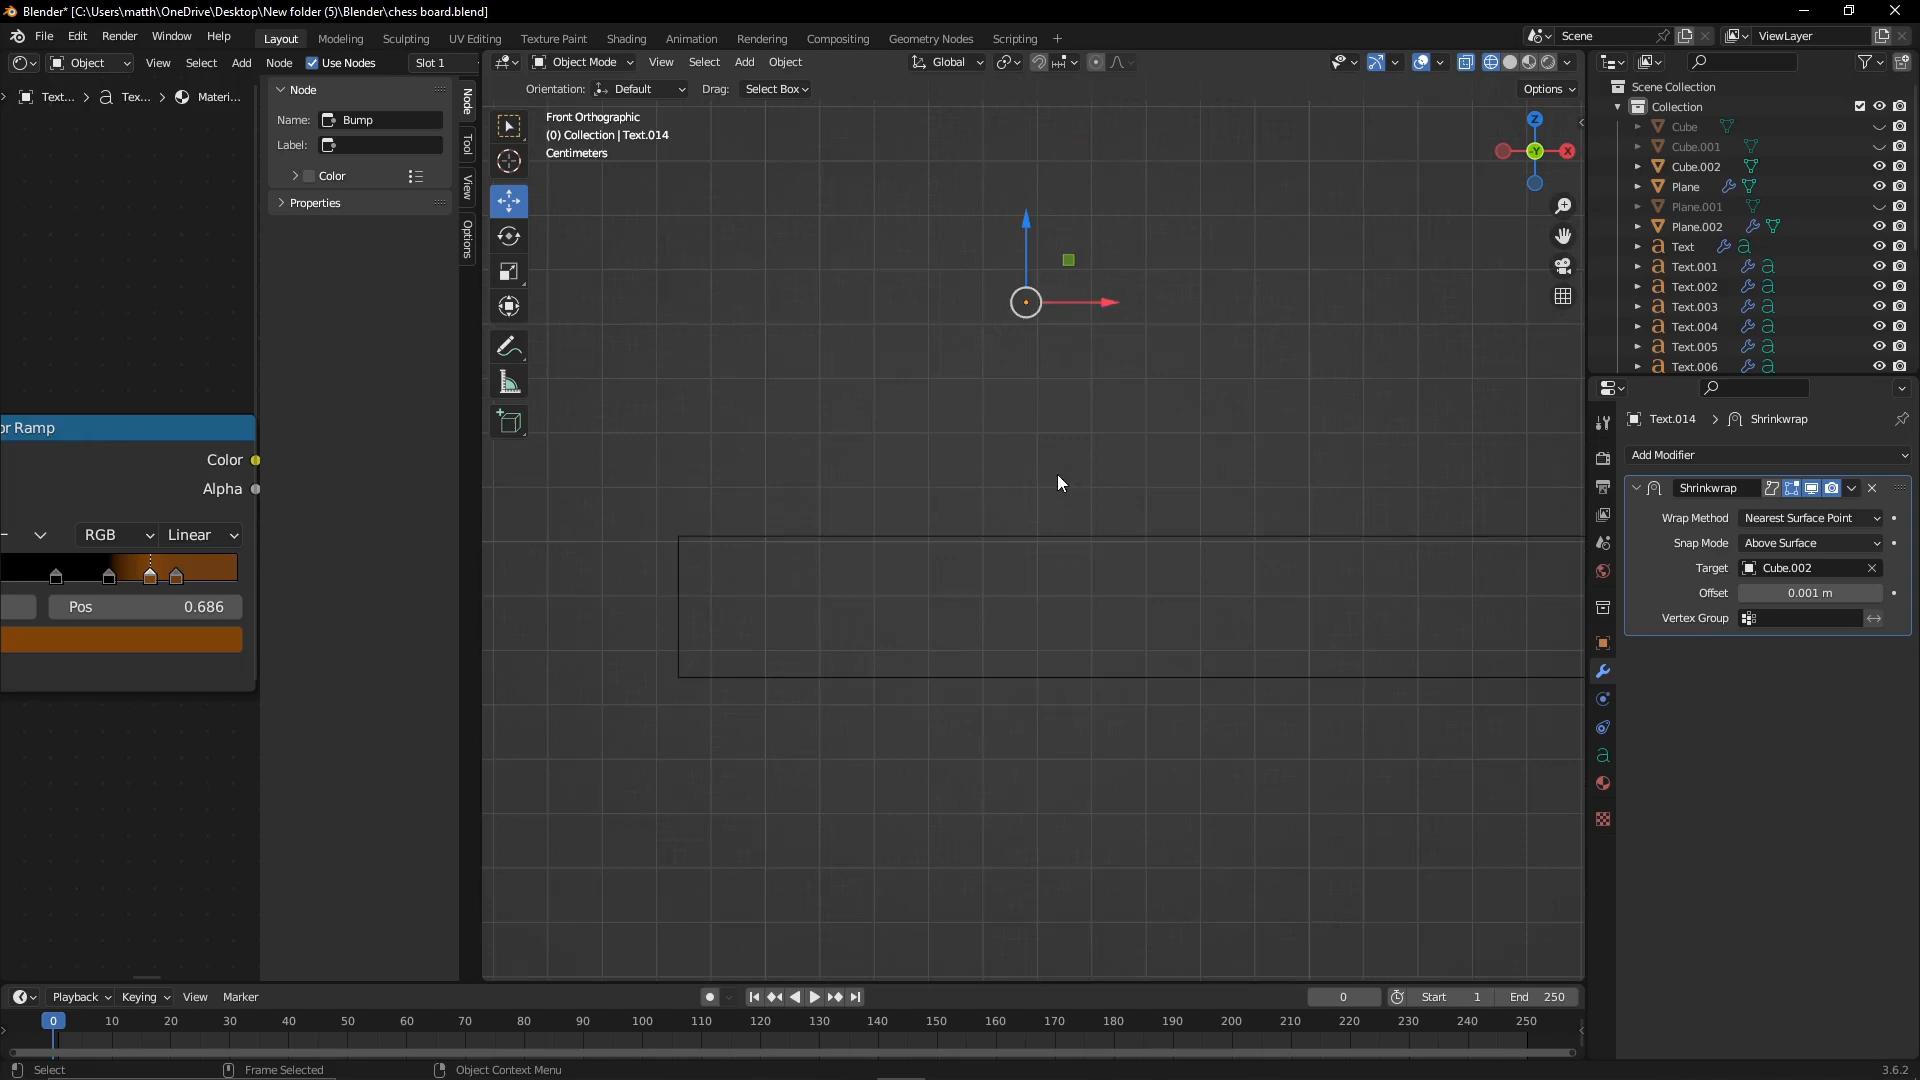 Blender* [C:\Users\matth\OneDrive\Desktop\New folder (5)\Blender\chess board.blend]
File Edit Render Window Help Layout Modeling Sculpting UV Editing Texture Paint Shading Animation Rendering Compositing Geometry Nodes Scripting + Scene ViewLayer
Object View Select Add Node Use Nodes Slot 1
Object Mode View Select Add Object Global
Orientation: Default Drag: Select Box Options
Tex... Tex... Materi...
Node
Name: Bump
Label:
Color
Properties
Node
Tool
View
Options
or Ramp
Color
Alpha
RGB Linear
Pos 0.686
Front Orthographic
(0) Collection | Text.014
Centimeters
Z
-Y
X
Scene Collection
Collection
Cube
Cube.001
Cube.002
Plane
Plane.001
Plane.002
Text
Text.001
Text.002
Text.003
Text.004
Text.005
Text.006
Text.014 Shrinkwrap
Add Modifier
Shrinkwrap
Wrap Method Nearest Surface Point
Snap Mode Above Surface
Target Cube.002
Offset 0.001 m
Vertex Group
Playback Keying View Marker 0 Start 1 End 250
0 10 20 30 40 50 60 70 80 90 100 110 120 130 140 150 160 170 180 190 200 210 220 230 240 250
Select Frame Selected Object Context Menu 3.6.2